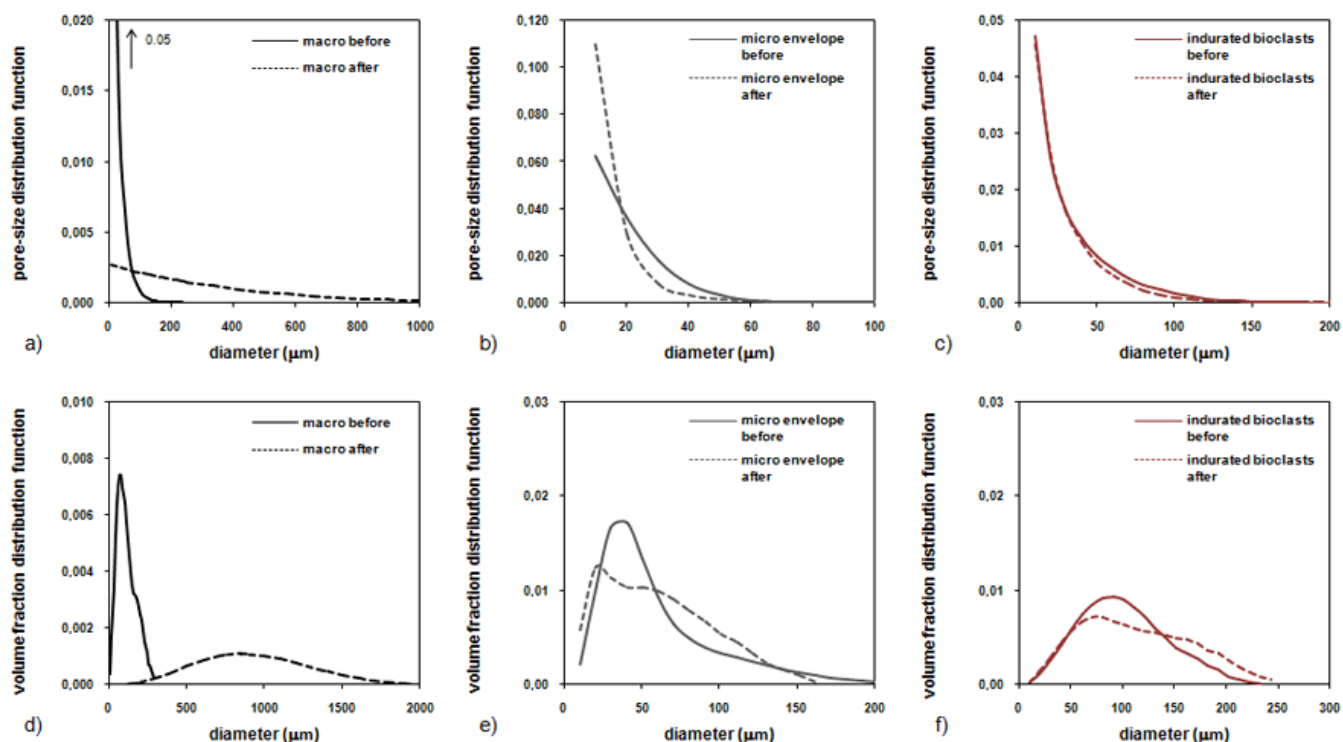 0,020
0,015
0,010
0,005
0,000
pore-size distribution function
0.05
macro before
macro after
0
200
400
600
800
1000
diameter (μm)
a)
0,120
0,100
0,080
0,060
0,040
0,020
0,000
pore-size distribution function
micro envelope
before
micro envelope
after
0
20
40
60
80
100
diameter (μm)
b)
0,05
0,04
0,03
0,02
0,01
0,00
pore-size distribution function
indurated bioclasts
before
indurated bioclasts
after
0
50
100
150
200
diameter (μm)
c)
0,010
0,008
0,006
0,004
0,002
0,000
volume fraction distribution function
macro before
macro after
0
500
1000
1500
2000
diameter (μm)
d)
0,03
0,02
0,01
0,00
volume fraction distribution function
micro envelope
before
micro envelope
after
0
50
100
150
200
diameter (μm)
e)
0,03
0,02
0,01
0,00
volume fraction distribution function
indurated bioclasts
before
indurated bioclasts
after
0
50
100
150
200
250
300
diameter (μm)
f)